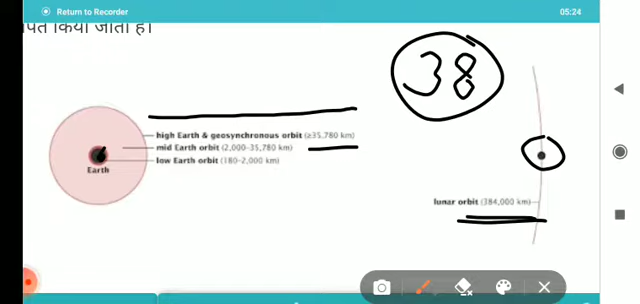 Return to Recorder
05:24
किया जाता है।
38
high Earth & geosynchronous orbit (≥35,780 km)
mid Earth orbit (2,000-35,780 km)
low Earth orbit (180-2,000 km)
Earth
lunar orbit (384,000 km)